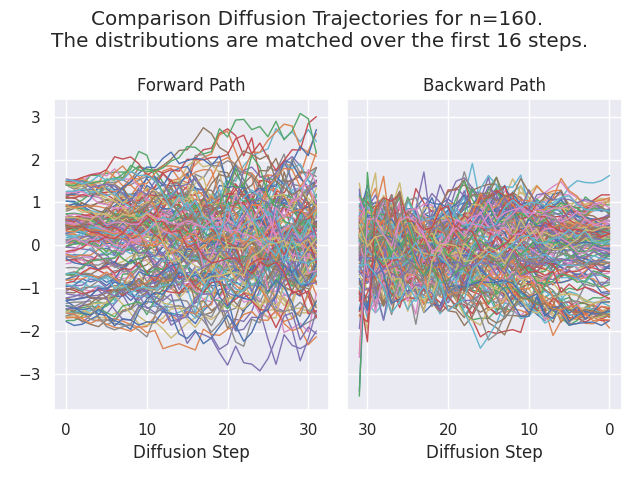 Comparison Diffusion Trajectories for n=160.
The distributions are matched over the first 16 steps.
Forward Path
Backward Path
3
2
1
0
−1
−2
−3
0 10 20 30
30 20 10 0
Diffusion Step
Diffusion Step